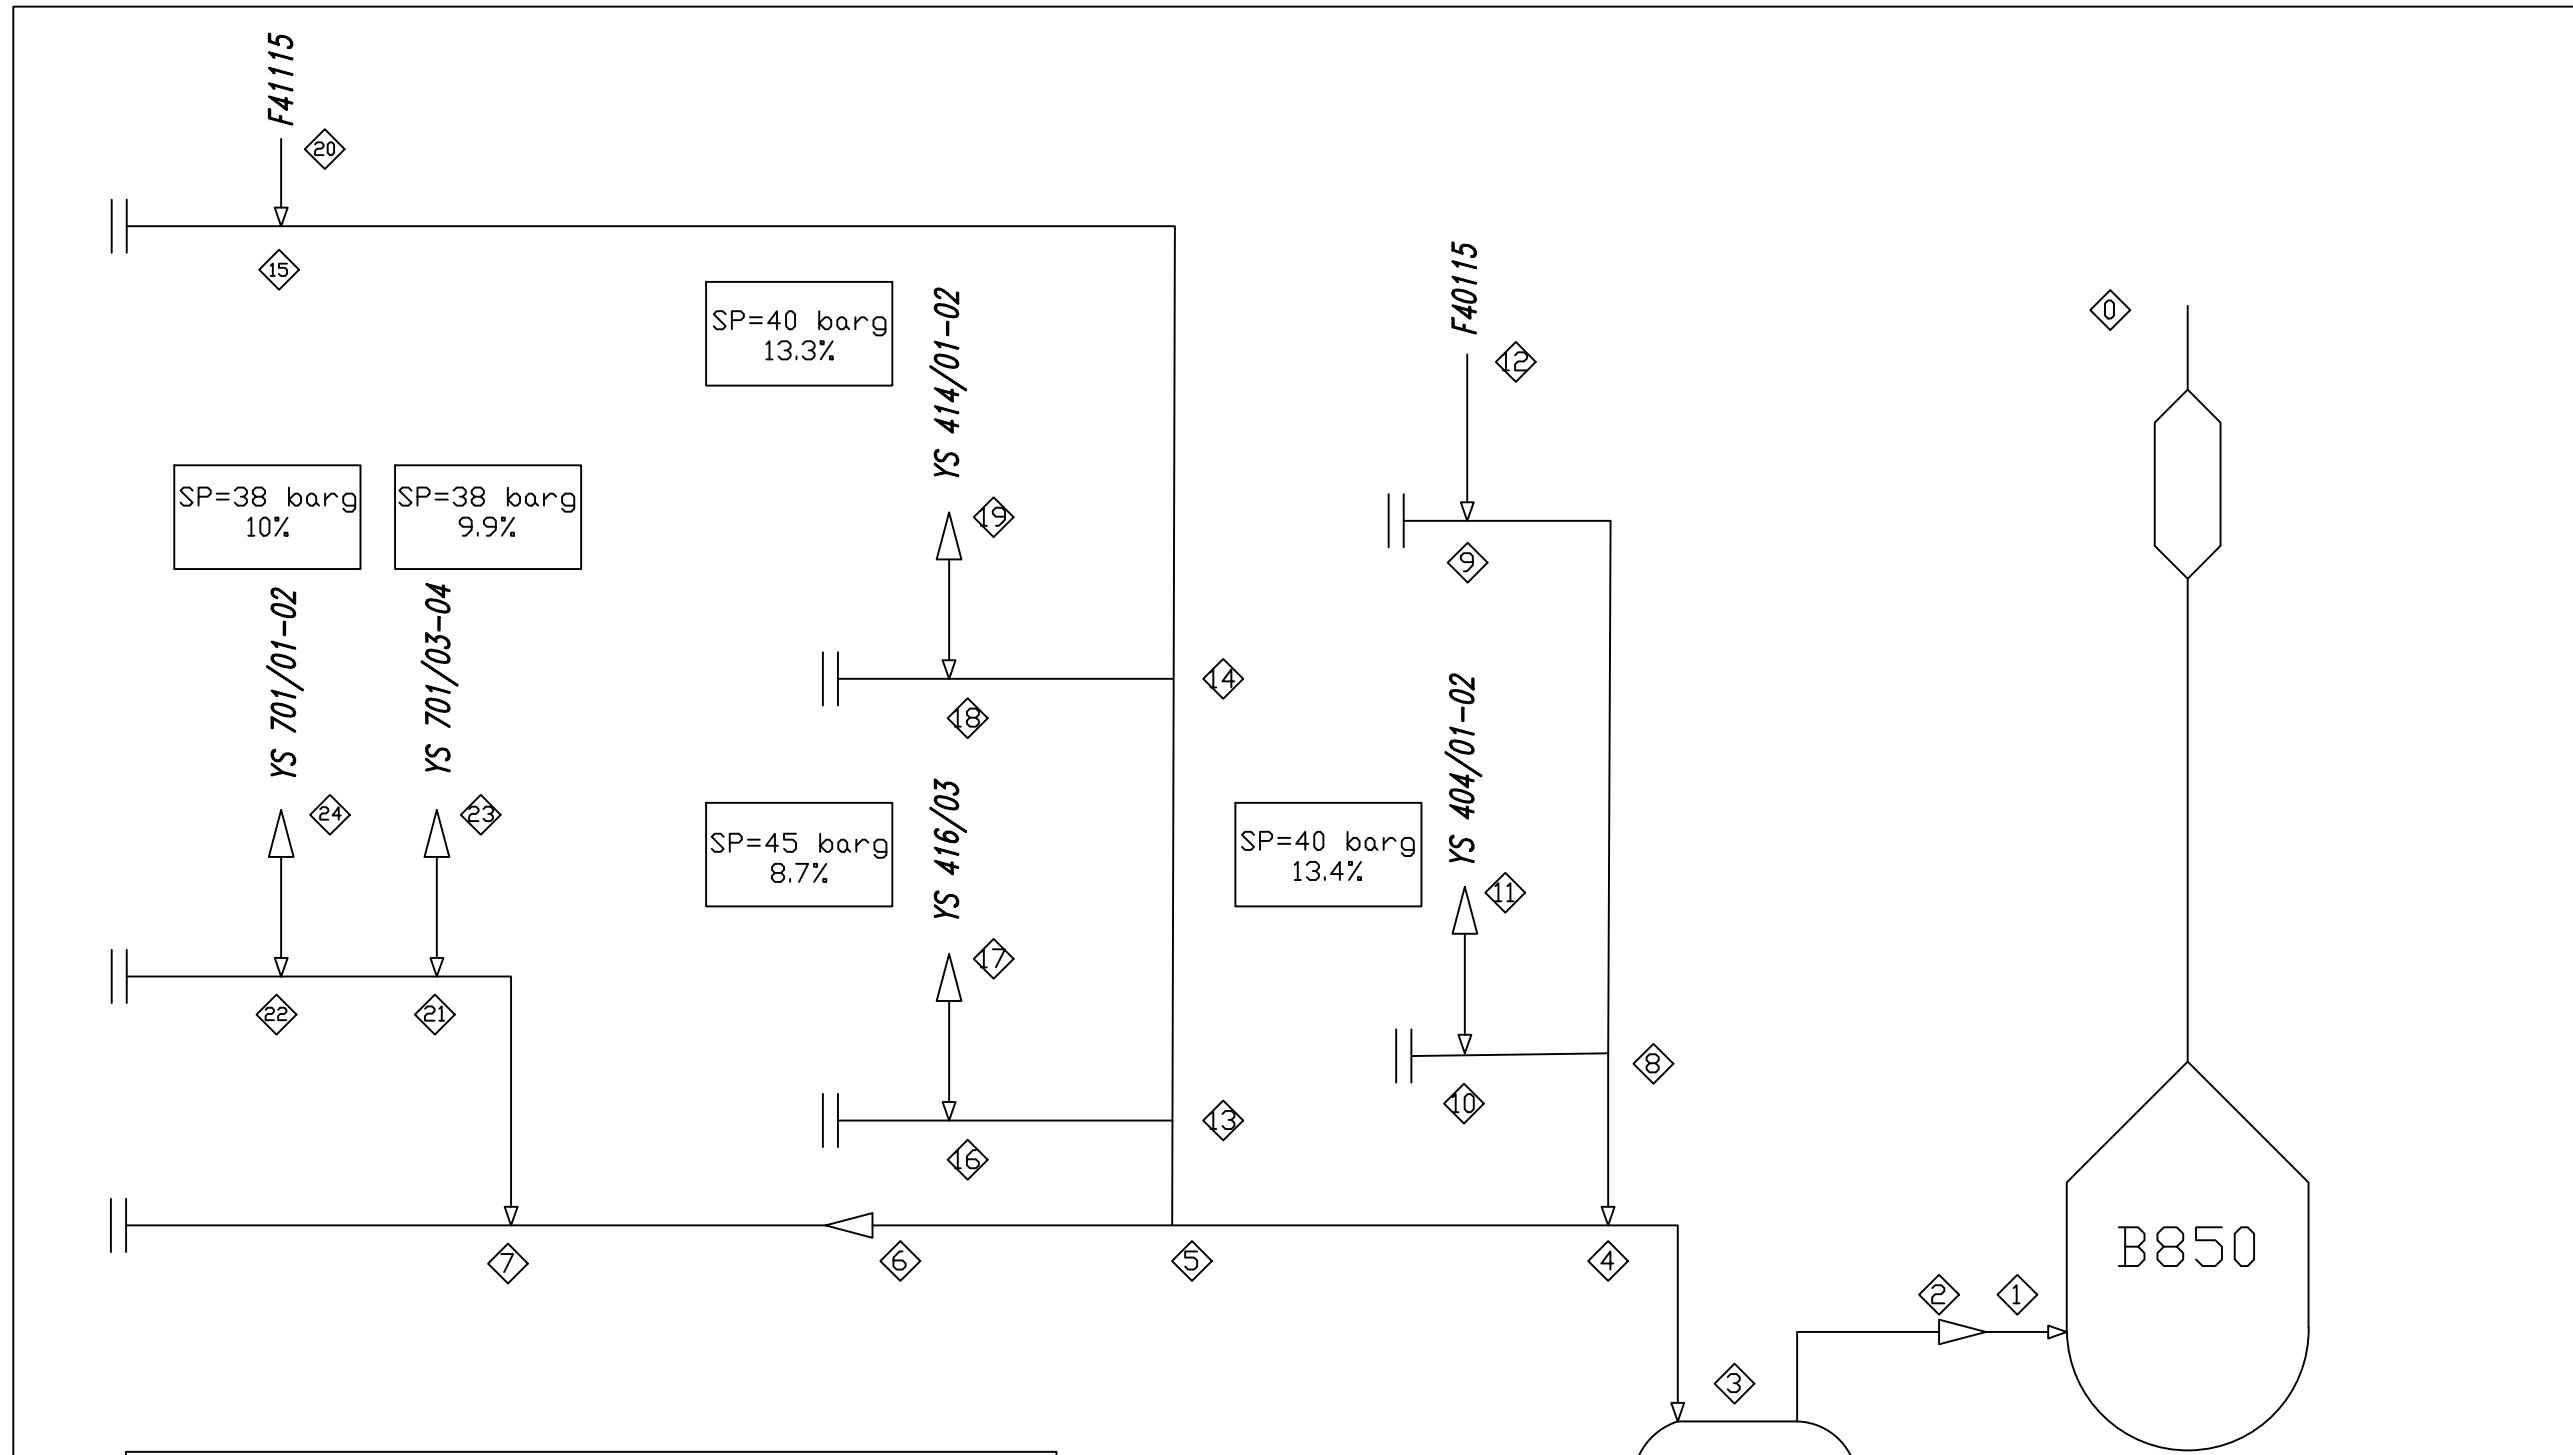 F41115
20
15
SP=40 barg
13.3%
YS 414/01-02
F40115
12
0
SP=38 barg
10%
SP=38 barg
9.9%
19
9
YS 701/01-02
YS 701/03-04
18
14
YS 404/01-02
24
23
SP=45 barg
8.7%
YS 416/03
SP=40 barg
13.4%
11
17
22
21
10
8
16
13
B850
7
6
5
4
2
1
3